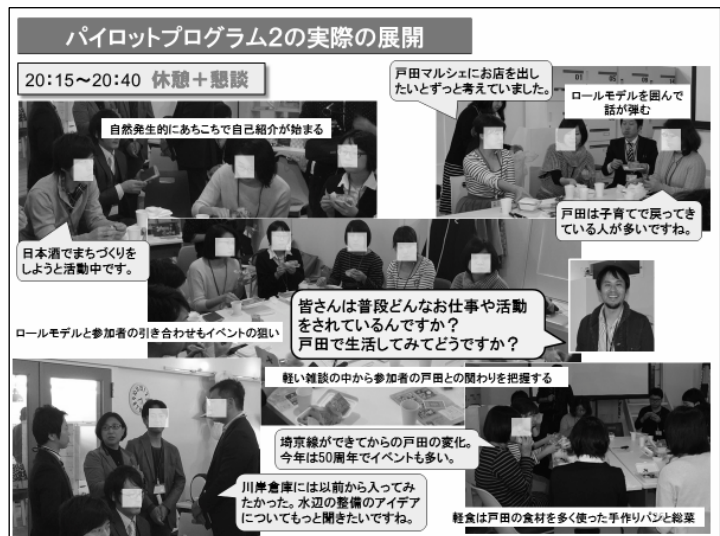 パイロットプログラム2の実際の展開
20:15~20:40 休憩+懇談
自然発生的にあちこちで自己紹介が始まる
戸田マルシェにお店を出し
たいとずっと考えていました。
ロールモデルを囲んで
話が弾む
戸田は子育てで戻ってき
ている人が多いですね。
日本酒でまちづくりを
しようと活動中です。
皆さんは普段どんなお仕事や活動
をされているんですか?
戸田で生活してみてどうですか?
ロールモデルと参加者の引き合わせもイベントの狙い
軽い雑談の中から参加者の戸田との関わりを把握する
埼京線ができてからの戸田の変化。
今年は50周年でイベントも多い。
川岸倉庫には以前から入ってみ
たかった。水辺の整備のアイデア
についてもっと聞きたいですね。
軽食は戸田の食材を多く使った手作りパンと総菜